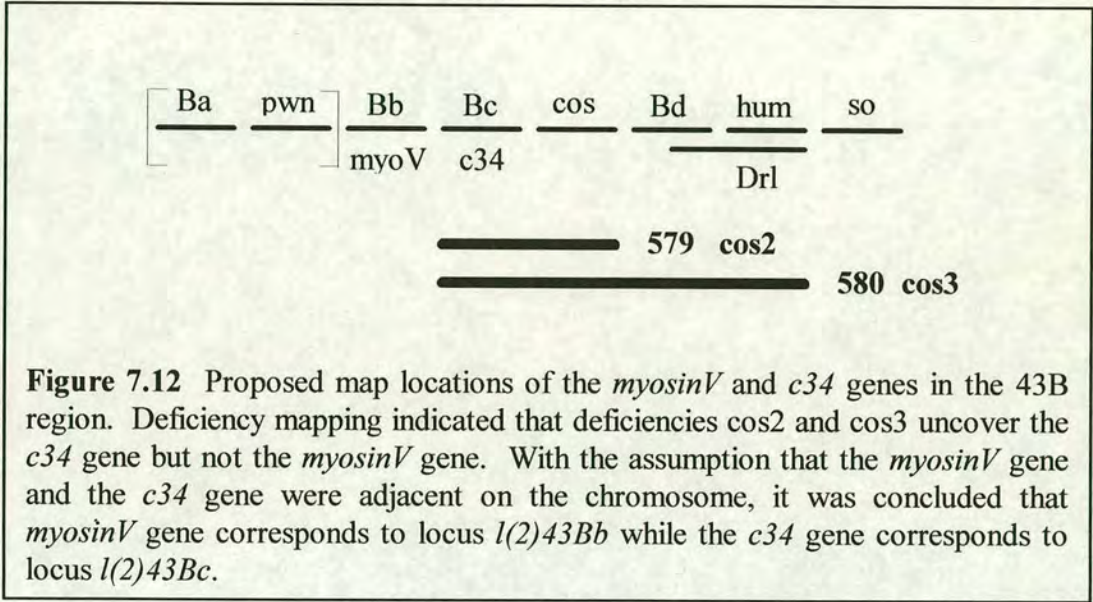 Ba pwn Bb Bc cos Bd hum so
myoV c34
Drl
579 cos2
580 cos3
Figure 7.12 Proposed map locations of the myosinV and c34 genes in the 43B
region. Deficiency mapping indicated that deficiencies cos2 and cos3 uncover the
c34 gene but not the myosinV gene. With the assumption that the myosinV gene
and the c34 gene were adjacent on the chromosome, it was concluded that
myosinV gene corresponds to locus l(2)43Bb while the c34 gene corresponds to
locus l(2)43Bc.